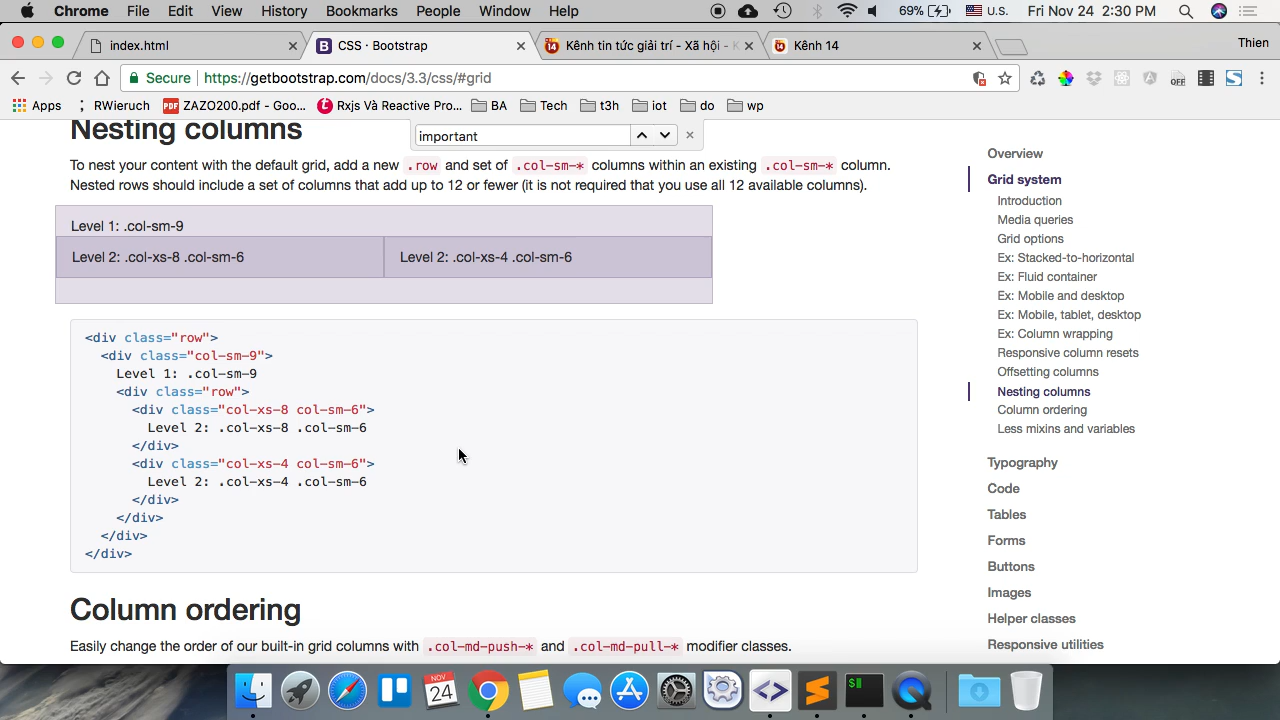 Chrome File Edit View History Bookmarks People Window Help 69% U.S. Fri Nov 24 2:30 PM
index.html CSS · Bootstrap Kênh tin tức giải trí - Xã hội - K Kênh 14 Thien
Secure https://getbootstrap.com/docs/3.3/css/#grid OFF
Apps RWieruch PDF ZAZO200.pdf - Goo... Rxjs Và Reactive Pro... BA Tech t3h iot do wp
important
Nesting columns
To nest your content with the default grid, add a new .row and set of .col-sm-* columns within an existing .col-sm-* column.
Nested rows should include a set of columns that add up to 12 or fewer (it is not required that you use all 12 available columns).
Level 1: .col-sm-9
Level 2: .col-xs-8 .col-sm-6 Level 2: .col-xs-4 .col-sm-6
<div class="row">
<div class="col-sm-9">
Level 1: .col-sm-9
<div class="row">
<div class="col-xs-8 col-sm-6">
Level 2: .col-xs-8 .col-sm-6
</div>
<div class="col-xs-4 col-sm-6">
Level 2: .col-xs-4 .col-sm-6
</div>
</div>
</div>
</div>
Column ordering
Easily change the order of our built-in grid columns with .col-md-push-* and .col-md-pull-* modifier classes.
Overview
Grid system
Introduction
Media queries
Grid options
Ex: Stacked-to-horizontal
Ex: Fluid container
Ex: Mobile and desktop
Ex: Mobile, tablet, desktop
Ex: Column wrapping
Responsive column resets
Offsetting columns
Nesting columns
Column ordering
Less mixins and variables
Typography
Code
Tables
Forms
Buttons
Images
Helper classes
Responsive utilities
NOV
24